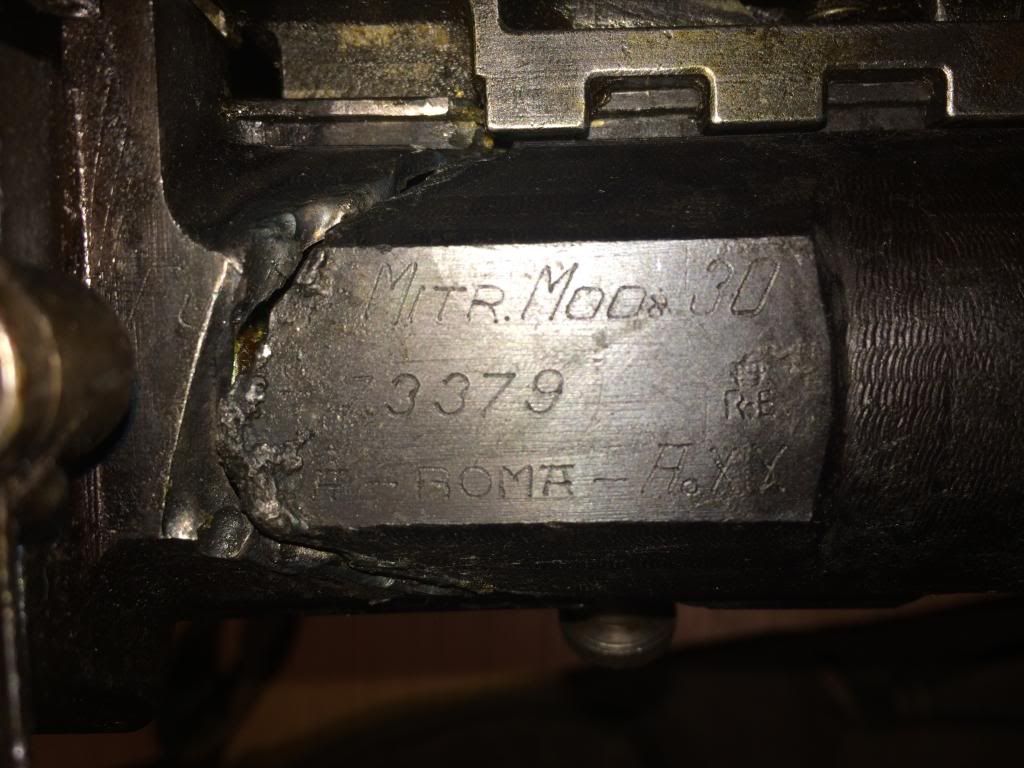 MITR. MOD. 30
3379
R.E.
A - ROMA - A. XIX